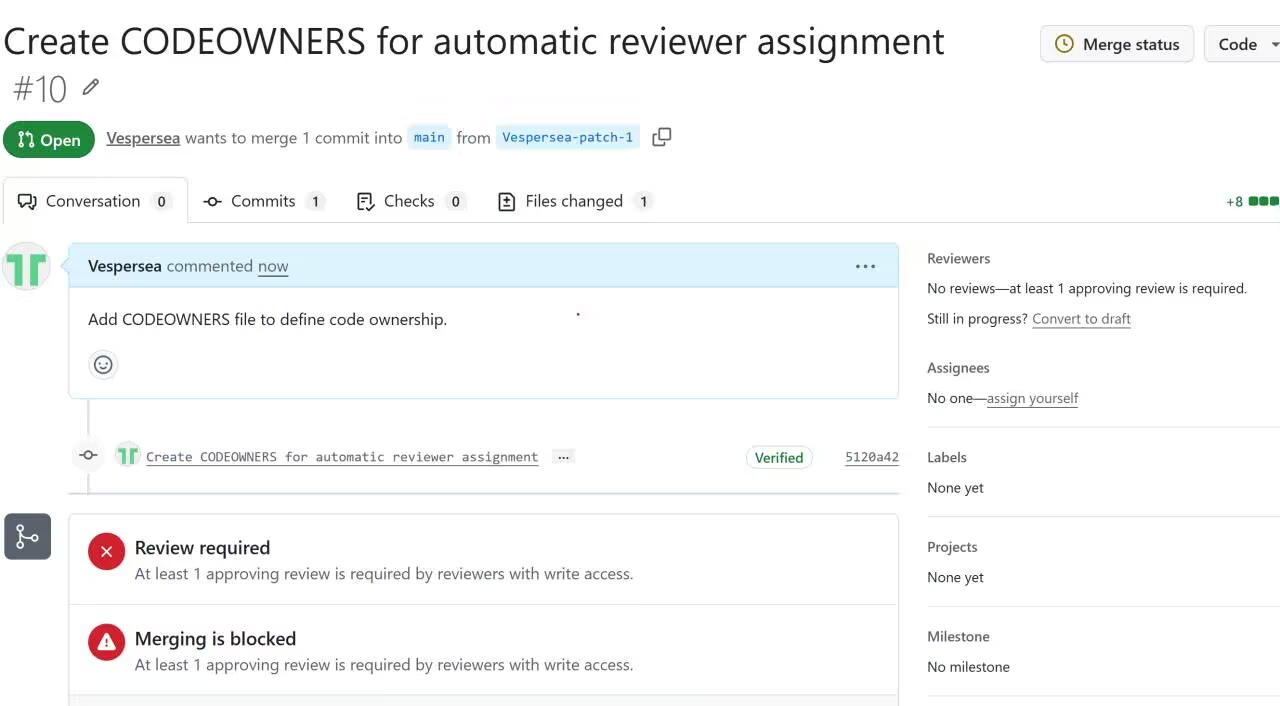 Create CODEOWNERS for automatic reviewer assignment
#10
Merge status
Code
Open
Vespersea wants to merge 1 commit into main from Vespersea-patch-1
Conversation 0
Commits 1
Checks 0
Files changed 1
+8
Vespersea commented now
Add CODEOWNERS file to define code ownership.
Create CODEOWNERS for automatic reviewer assignment ...
Verified
5120a42
Review required
At least 1 approving review is required by reviewers with write access.
Merging is blocked
At least 1 approving review is required by reviewers with write access.
Reviewers
No reviews—at least 1 approving review is required.
Still in progress? Convert to draft
Assignees
No one—assign yourself
Labels
None yet
Projects
None yet
Milestone
No milestone